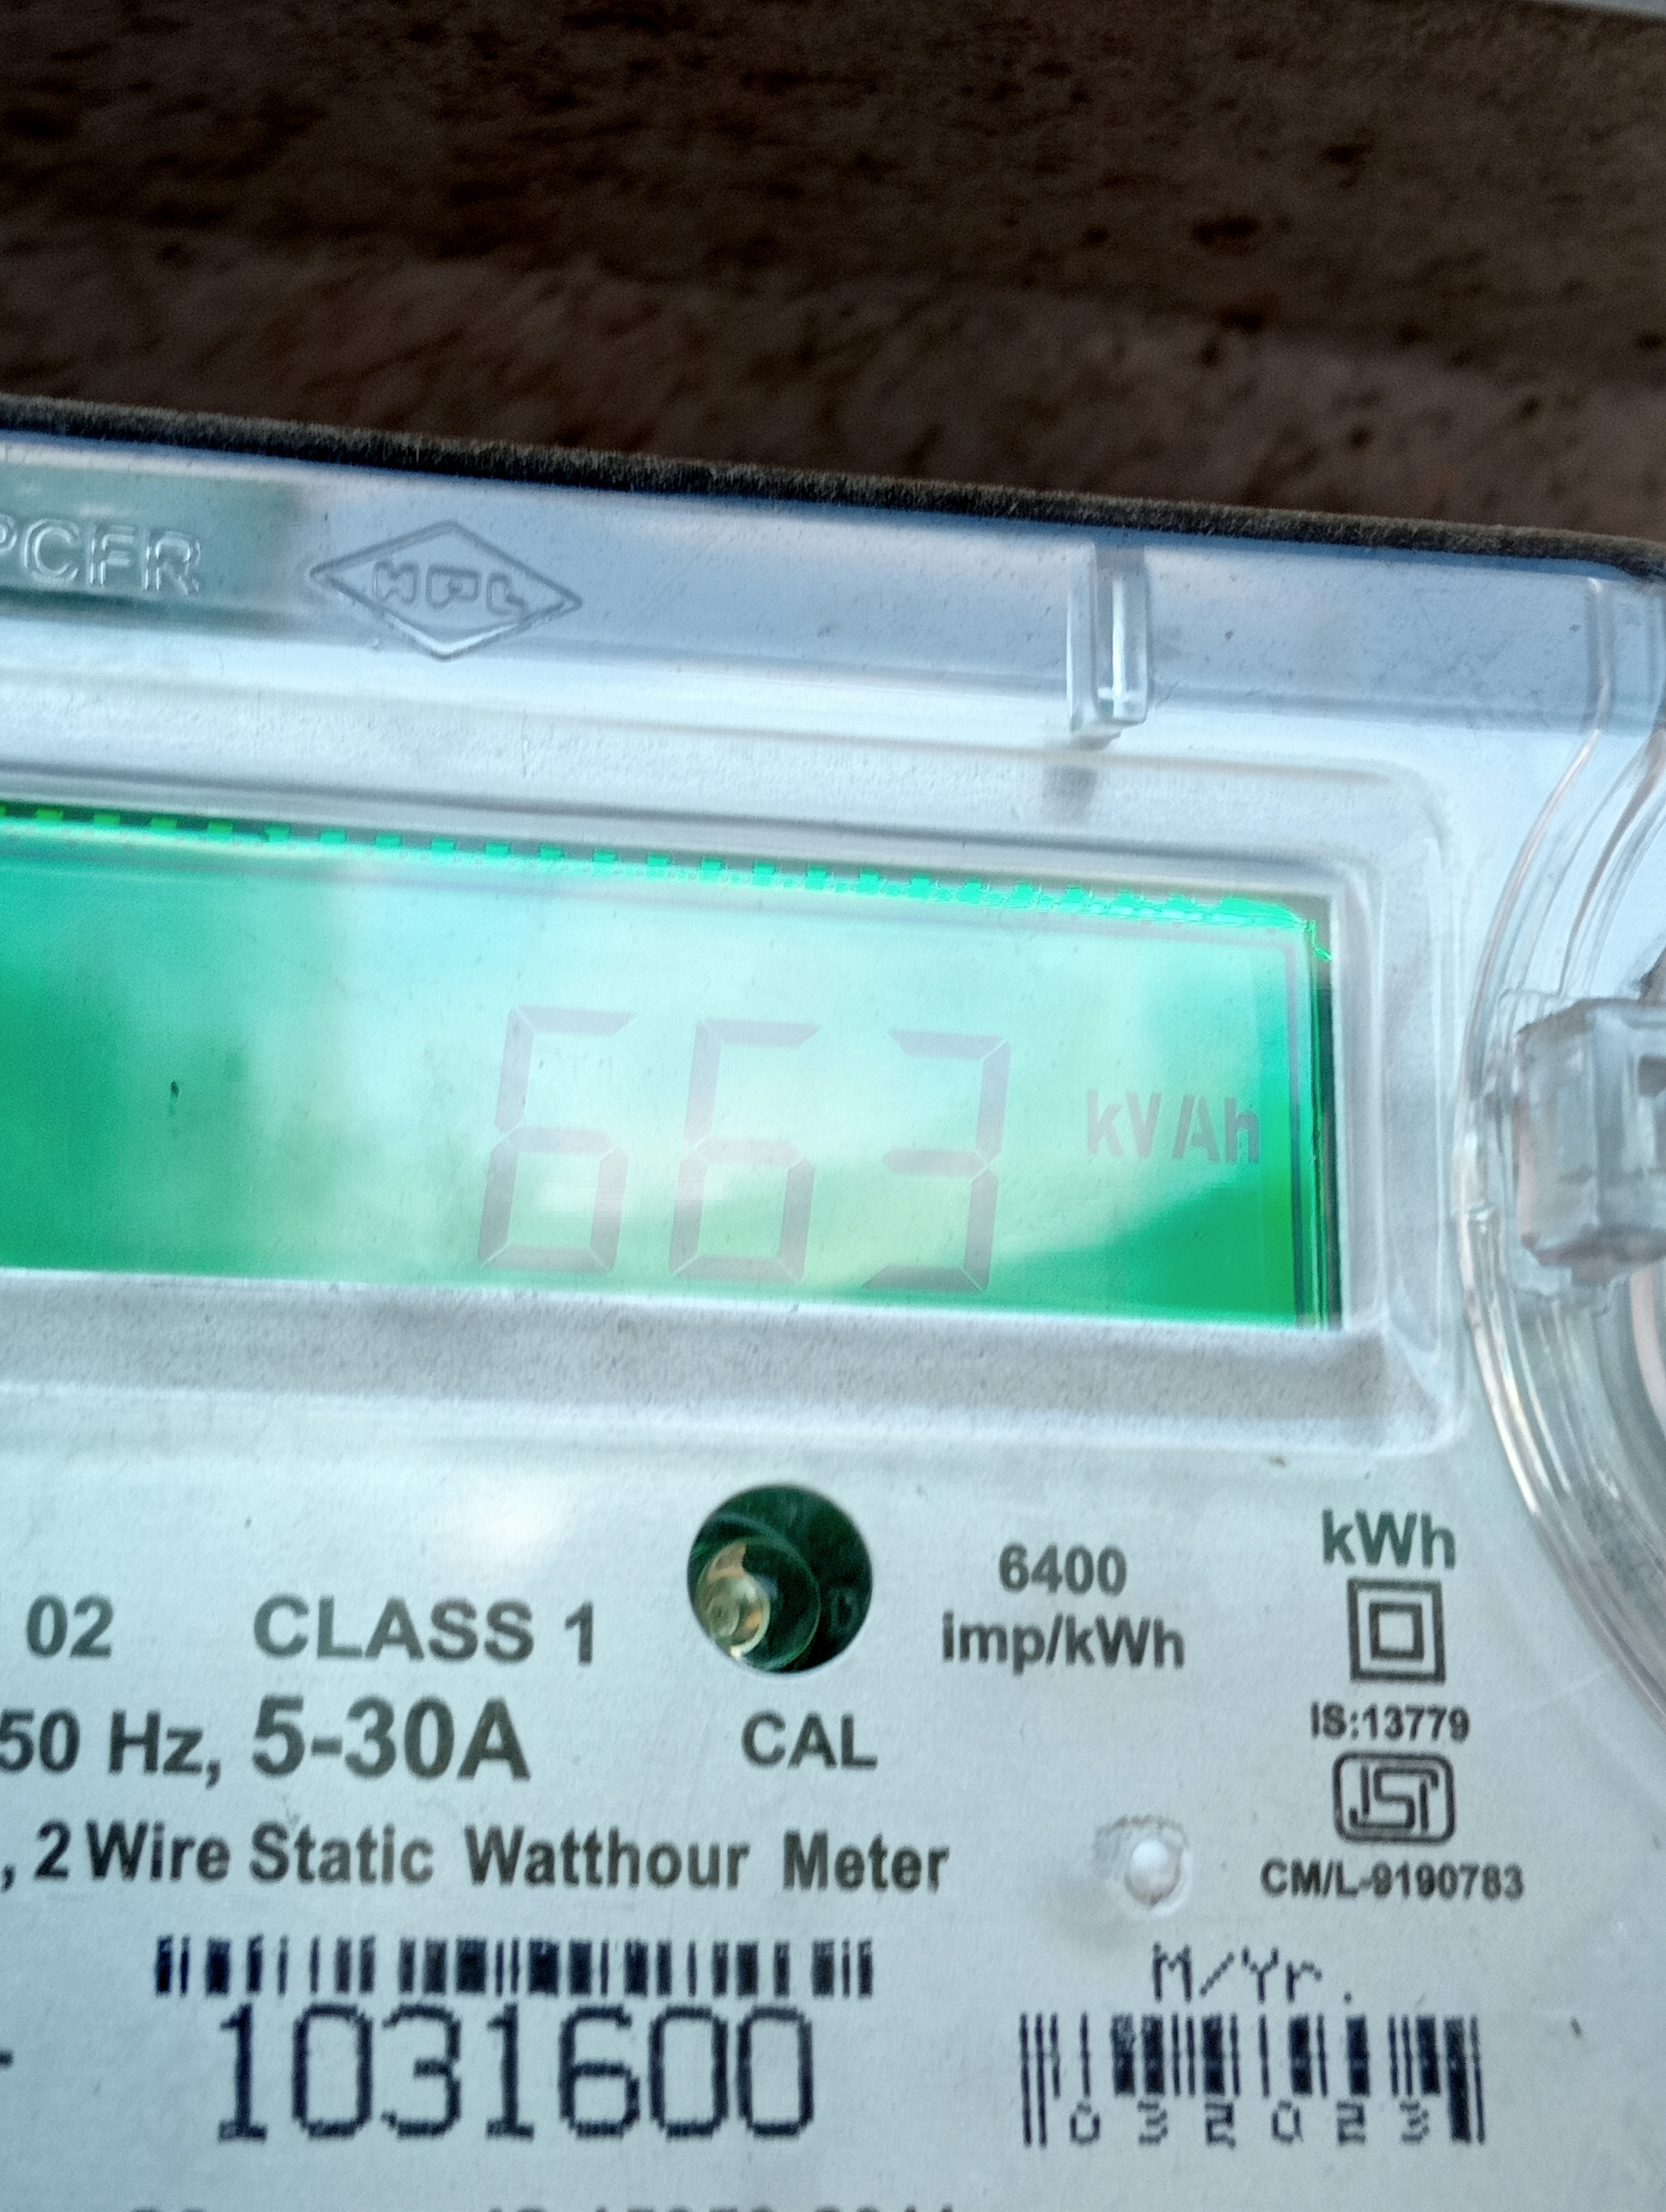 PCFR HPL
663 kVAh
kWh
6400
imp/kWh
02 CLASS 1
IS:13779
50 Hz, 5-30A
CAL
ISI
, 2 Wire Static Watthour Meter
CM/L-9190783
M/Yr.
1031600
032023